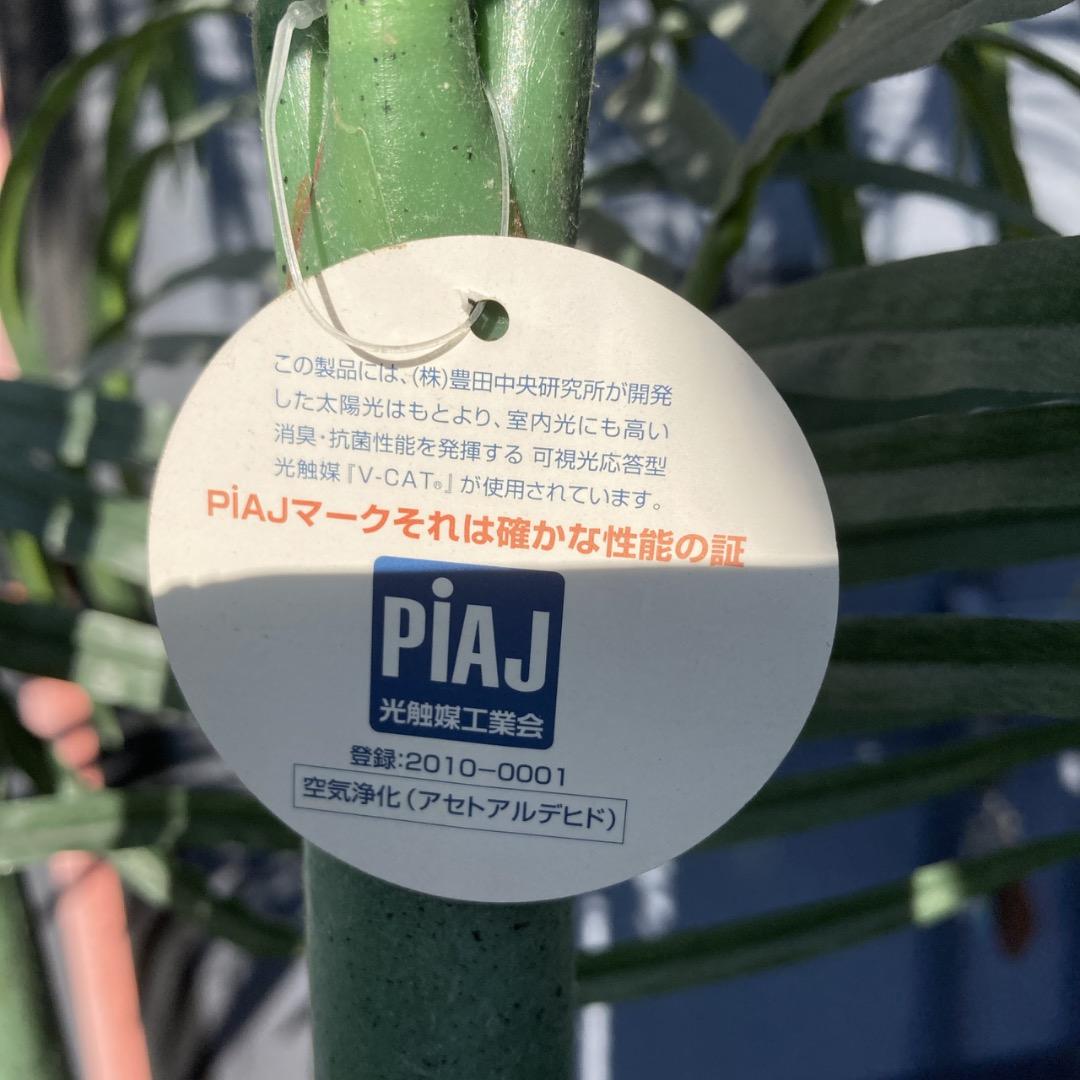 この製品には、(株)豊田中央研究所が開発
した太陽光はもとより、室内光にも高い
消臭・抗菌性能を発揮する 可視光応答型
光触媒『V-CAT®』が使用されています。
PiAJマークそれは確かな性能の証
PiAJ
光触媒工業会
登録:2010-0001
空気浄化(アセトアルデヒド)